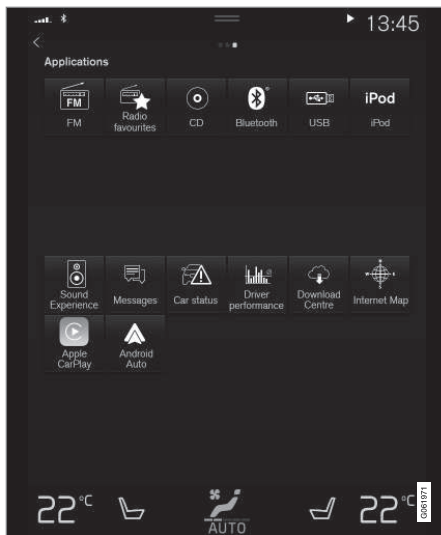 13:45
Applications
FM
iPod
FM
Radio
favourites
CD
Bluetooth
USB
iPod
Sound
Experience
Messages
Car status
Driver
performance
Download
Centre
Internet Map
Apple
CarPlay
Android
Auto
22°C
AUTO
22°C
G061971